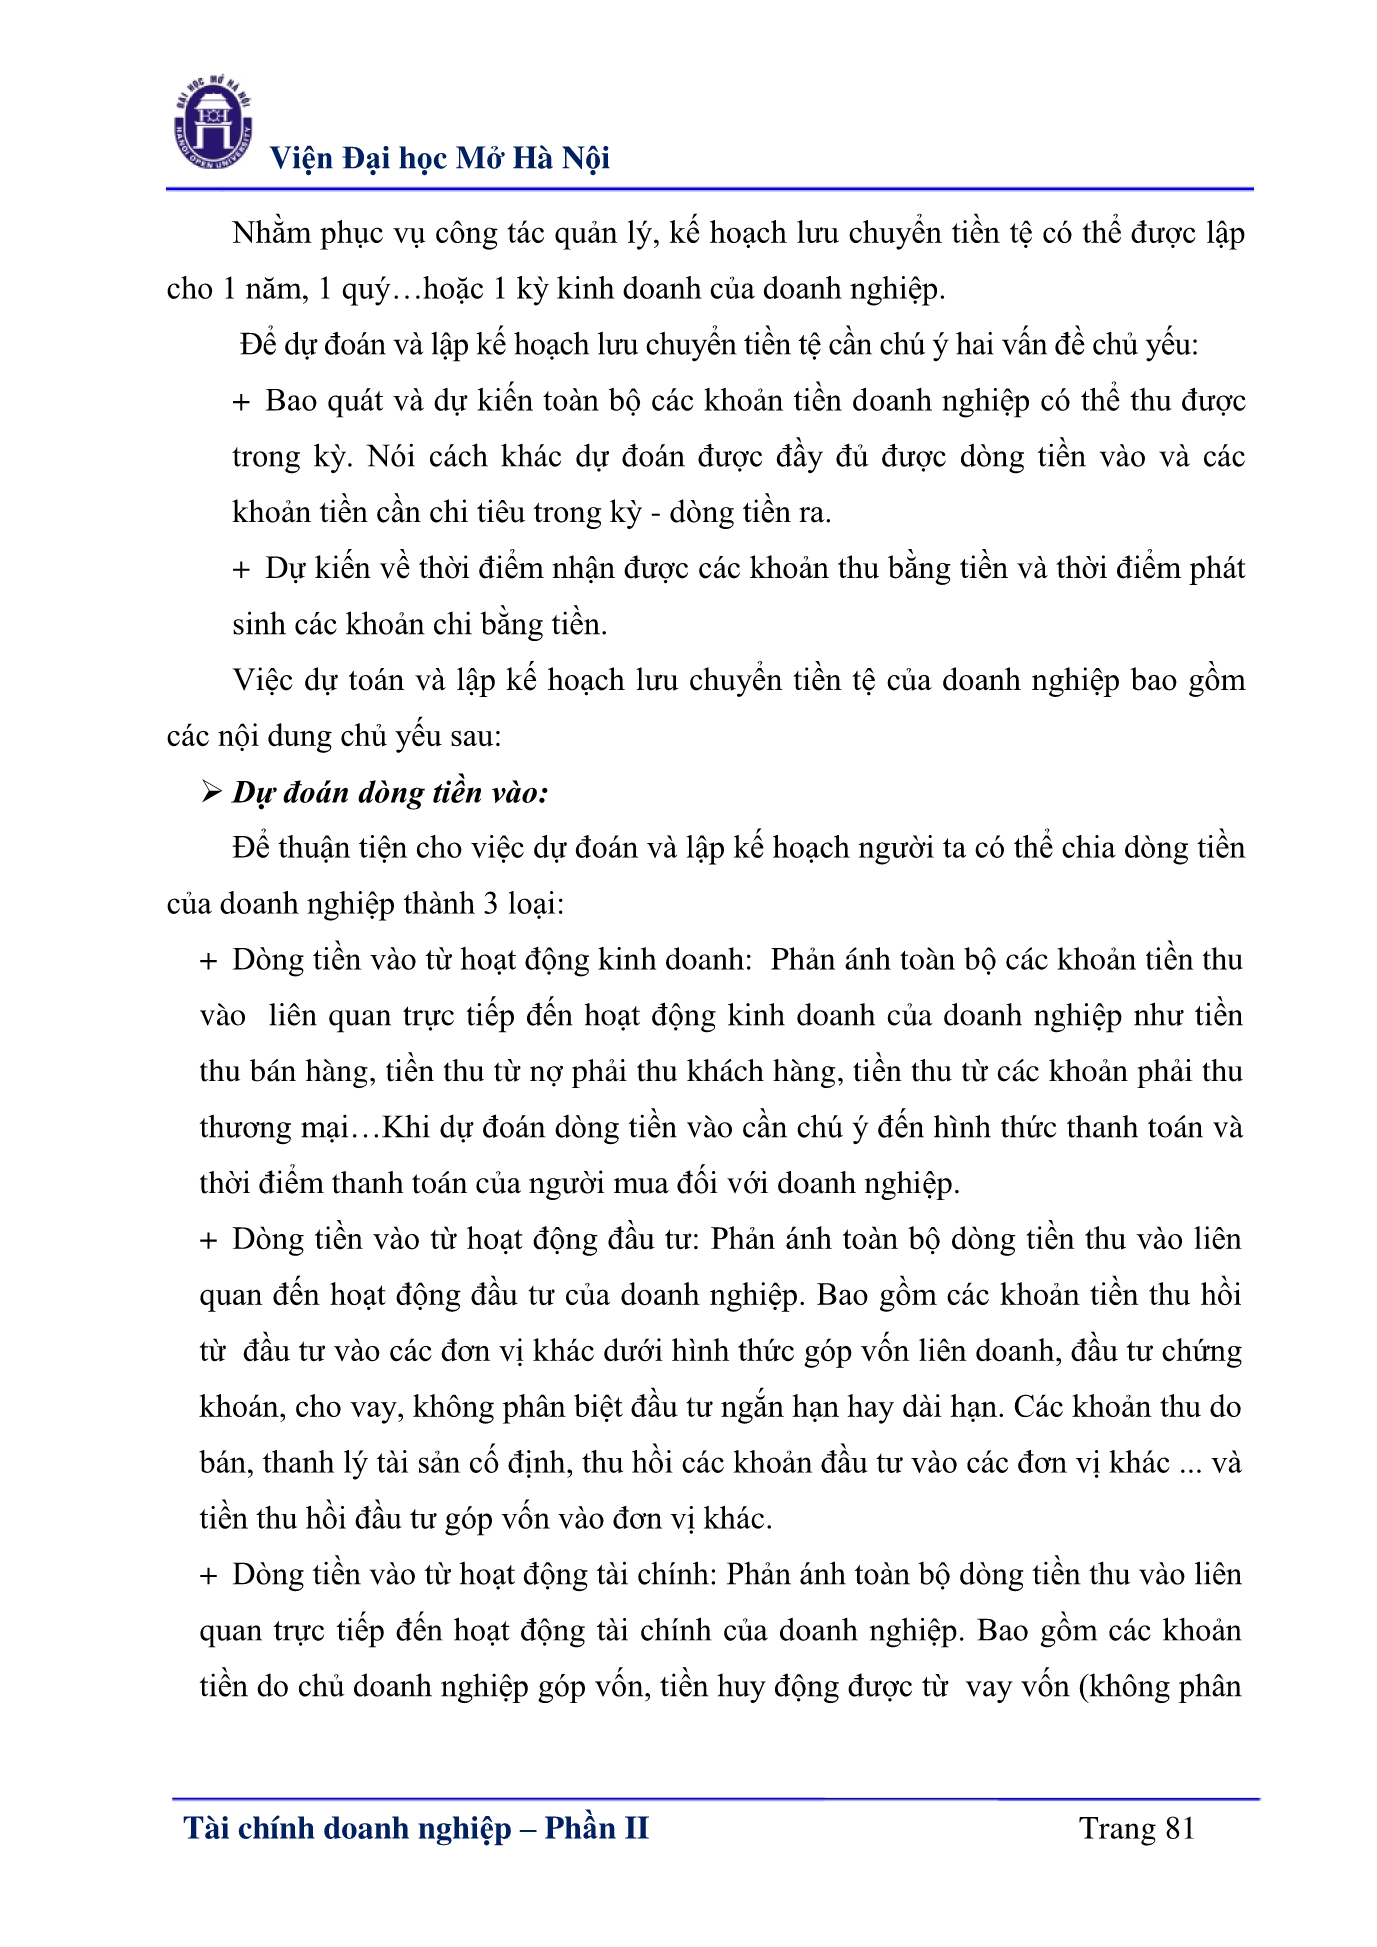 ĐẠI HỌC MỞ HÀ NỘI
HANOI OPEN UNIVERSITY
Viện Đại học Mở Hà Nội
Nhằm phục vụ công tác quản lý, kế hoạch lưu chuyển tiền tệ có thể được lập
cho 1 năm, 1 quý…hoặc 1 kỳ kinh doanh của doanh nghiệp.
Để dự đoán và lập kế hoạch lưu chuyển tiền tệ cần chú ý hai vấn đề chủ yếu:
+ Bao quát và dự kiến toàn bộ các khoản tiền doanh nghiệp có thể thu được
trong kỳ. Nói cách khác dự đoán được đầy đủ được dòng tiền vào và các
khoản tiền cần chi tiêu trong kỳ - dòng tiền ra.
+ Dự kiến về thời điểm nhận được các khoản thu bằng tiền và thời điểm phát
sinh các khoản chi bằng tiền.
Việc dự toán và lập kế hoạch lưu chuyển tiền tệ của doanh nghiệp bao gồm
các nội dung chủ yếu sau:
➢ Dự đoán dòng tiền vào:
Để thuận tiện cho việc dự đoán và lập kế hoạch người ta có thể chia dòng tiền
của doanh nghiệp thành 3 loại:
+ Dòng tiền vào từ hoạt động kinh doanh: Phản ánh toàn bộ các khoản tiền thu
vào liên quan trực tiếp đến hoạt động kinh doanh của doanh nghiệp như tiền
thu bán hàng, tiền thu từ nợ phải thu khách hàng, tiền thu từ các khoản phải thu
thương mại…Khi dự đoán dòng tiền vào cần chú ý đến hình thức thanh toán và
thời điểm thanh toán của người mua đối với doanh nghiệp.
+ Dòng tiền vào từ hoạt động đầu tư: Phản ánh toàn bộ dòng tiền thu vào liên
quan đến hoạt động đầu tư của doanh nghiệp. Bao gồm các khoản tiền thu hồi
từ đầu tư vào các đơn vị khác dưới hình thức góp vốn liên doanh, đầu tư chứng
khoán, cho vay, không phân biệt đầu tư ngắn hạn hay dài hạn. Các khoản thu do
bán, thanh lý tài sản cố định, thu hồi các khoản đầu tư vào các đơn vị khác ... và
tiền thu hồi đầu tư góp vốn vào đơn vị khác.
+ Dòng tiền vào từ hoạt động tài chính: Phản ánh toàn bộ dòng tiền thu vào liên
quan trực tiếp đến hoạt động tài chính của doanh nghiệp. Bao gồm các khoản
tiền do chủ doanh nghiệp góp vốn, tiền huy động được từ vay vốn (không phân
Tài chính doanh nghiệp – Phần II
Trang 81